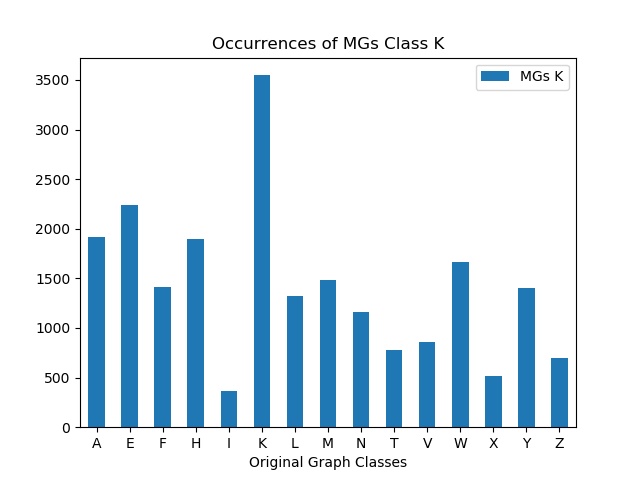 Occurrences of MGs Class K
MGs K
3500
3000
2500
2000
1500
1000
500
0
A E F H I K L M N T V W X Y Z
Original Graph Classes